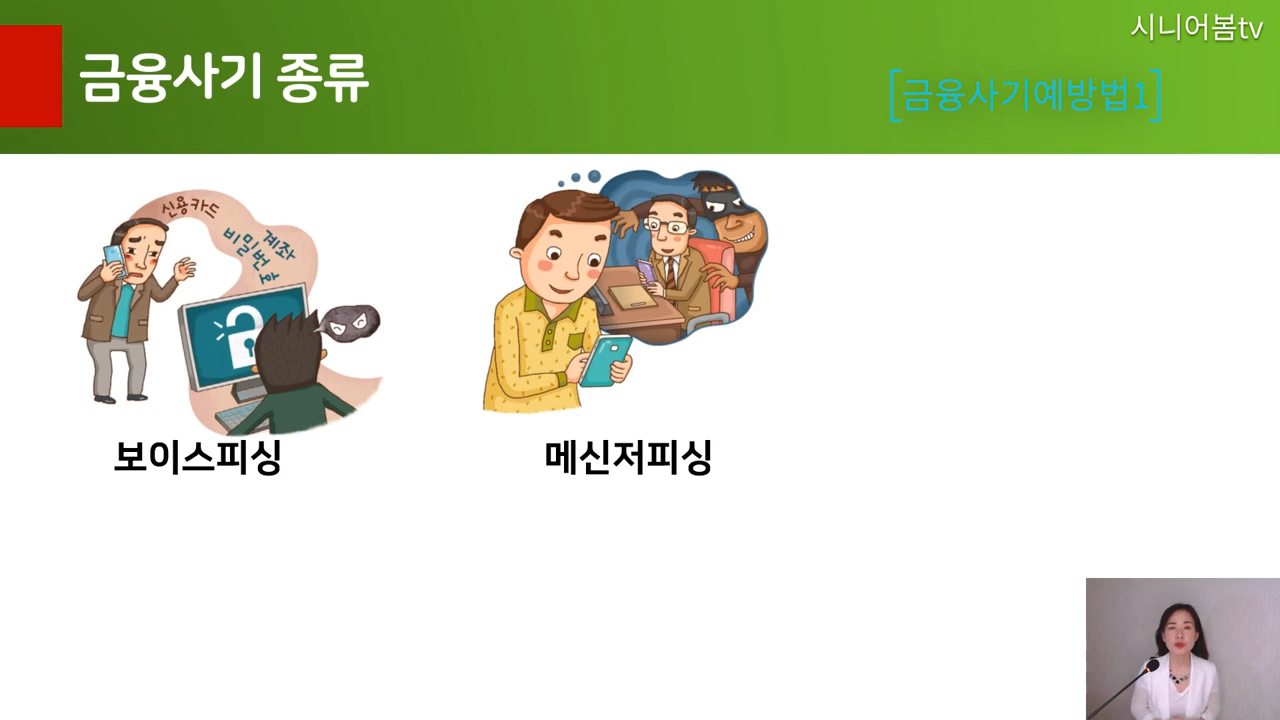 시니어봄tv
금융사기 종류
[금융사기예방법1]
신용카드
계좌
비밀번호
보이스피싱
메신저피싱